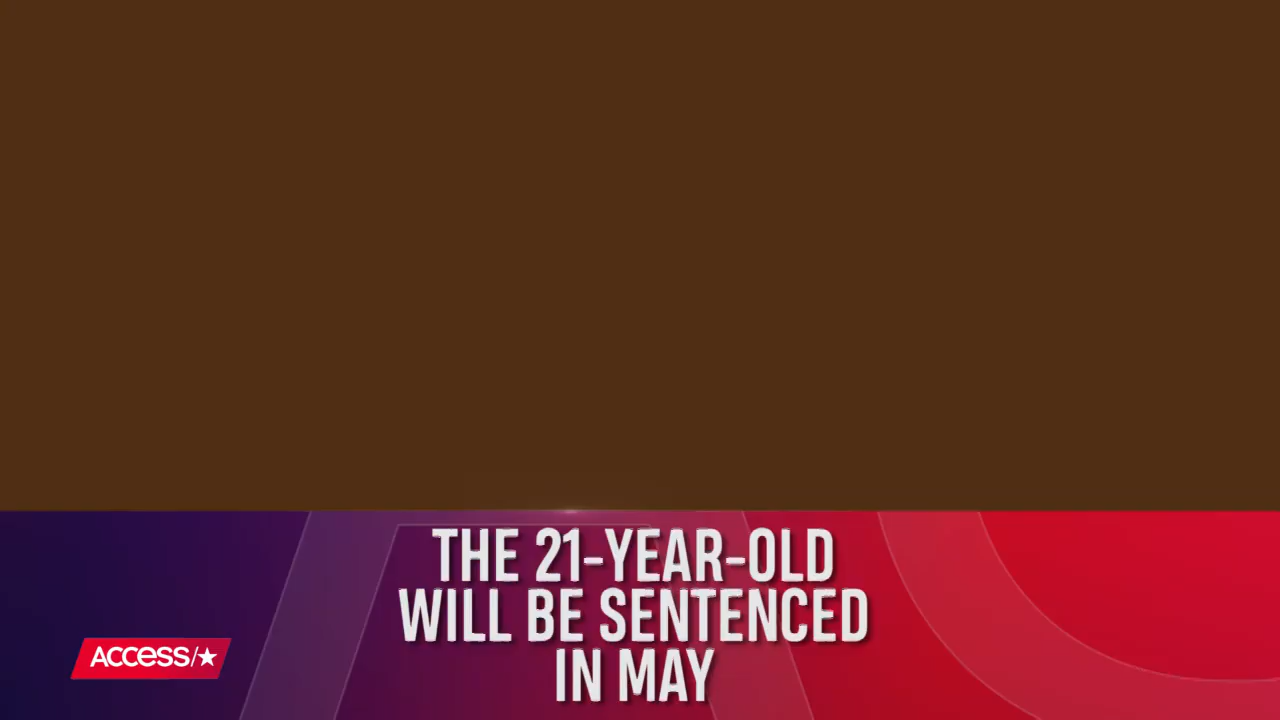 THE 21-YEAR-OLD
WILL BE SENTENCED
IN MAY
ACCESS/★